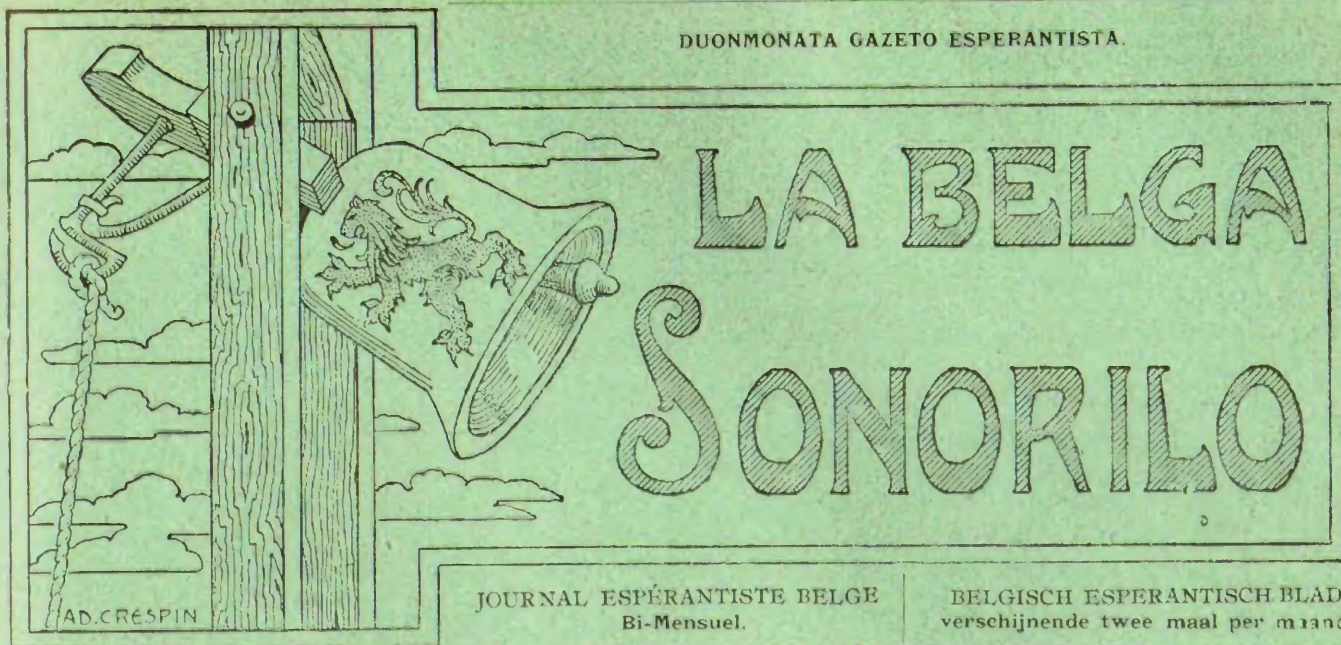 DUONMONATA GAZETO ESPERANTISTA.
LA BELGA
SONORILO
AD. CRESPIN
JOURNAL ESPÉRANTISTE BELGE
Bi-Mensuel.
BELGISCH ESPERANTISCH BLAD
verschijnende twee maal per maand